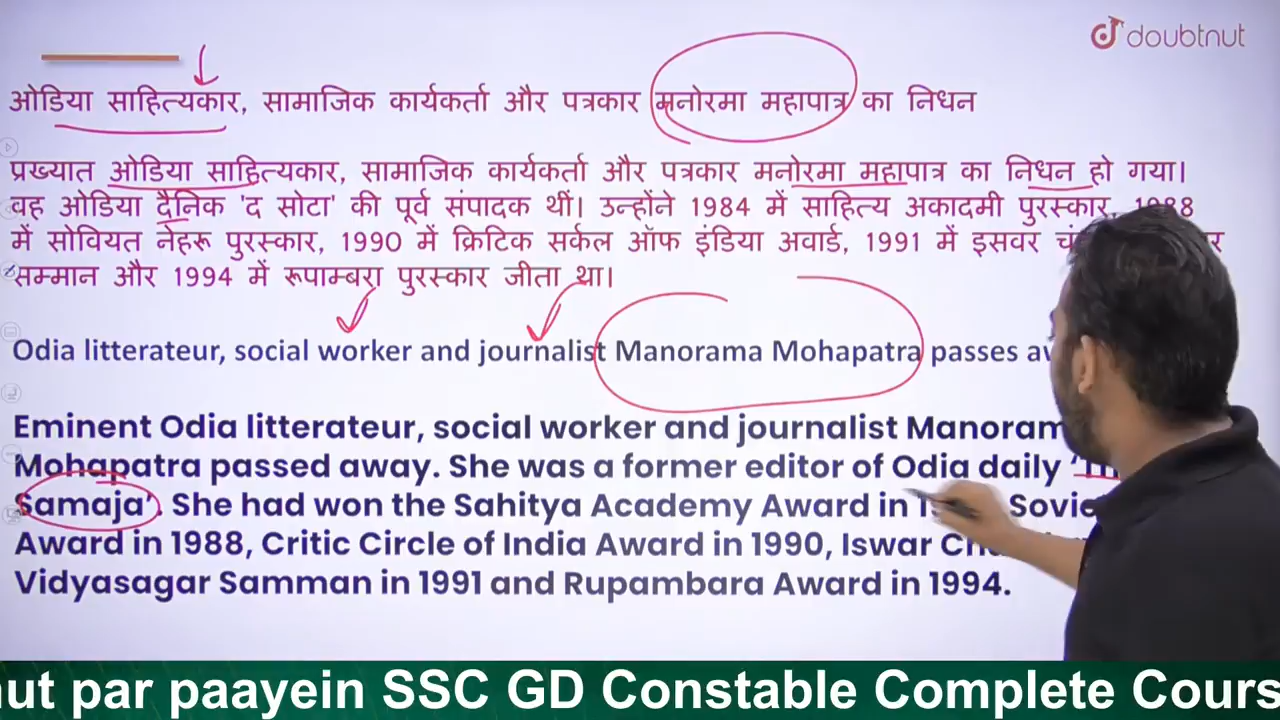 doubtnut
ओडिया साहित्यकार, सामाजिक कार्यकर्ता और पत्रकार मनोरमा महापात्र का निधन
प्रख्यात ओडिया साहित्यकार, सामाजिक कार्यकर्ता और पत्रकार मनोरमा महापात्र का निधन हो गया।
वह ओडिया दैनिक 'द सोटा' की पूर्व संपादक थीं। उन्होंने 1984 में साहित्य अकादमी पुरस्कार, 1988
में सोवियत नेहरू पुरस्कार, 1990 में क्रिटिक सर्कल ऑफ इंडिया अवार्ड, 1991 में इसवर
सम्मान और 1994 में रूपाम्बरा पुरस्कार जीता था।
Odia litterateur, social worker and journalist Manorama Mohapatra passes
Eminent Odia litterateur, social worker and journalist
Mohapatra passed away. She was a former editor of Odia daily
Samaja'. She had won the Sahitya Academy Award in
Award in 1988, Critic Circle of India Award in 1990, Iswar
Vidyasagar Samman in 1991 and Rupambara Award in 1994.
par paayein SSC GD Constable Complete